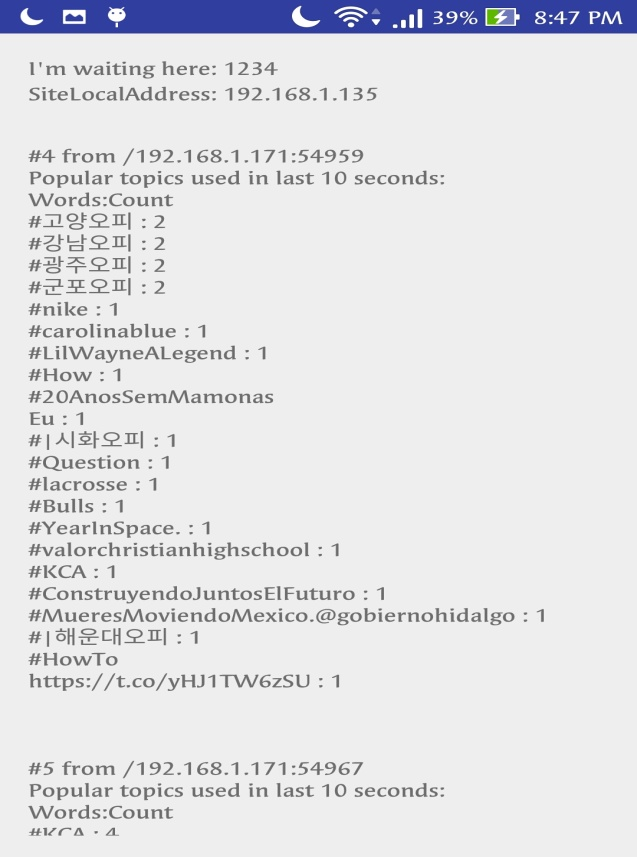 39% 8:47 PM
I'm waiting here: 1234
SiteLocalAddress: 192.168.1.135
#4 from /192.168.1.171:54959
Popular topics used in last 10 seconds:
Words:Count
#고양오피 : 2
#강남오피 : 2
#광주오피 : 2
#군포오피 : 2
#nike : 1
#carolinablue : 1
#LilWayneALegend : 1
#How : 1
#20AnosSemMamonas
Eu : 1
#|시화오피 : 1
#Question : 1
#lacrosse : 1
#Bulls : 1
#YearInSpace. : 1
#valorchristianhighschool : 1
#KCA : 1
#ConstruyendoJuntosElFuturo : 1
#MueresMoviendoMexico.@gobiernohidalgo : 1
#|해운대오피 : 1
#HowTo
https://t.co/yHJ1TW6zSU : 1
#5 from /192.168.1.171:54967
Popular topics used in last 10 seconds:
Words:Count
#KCA : 4